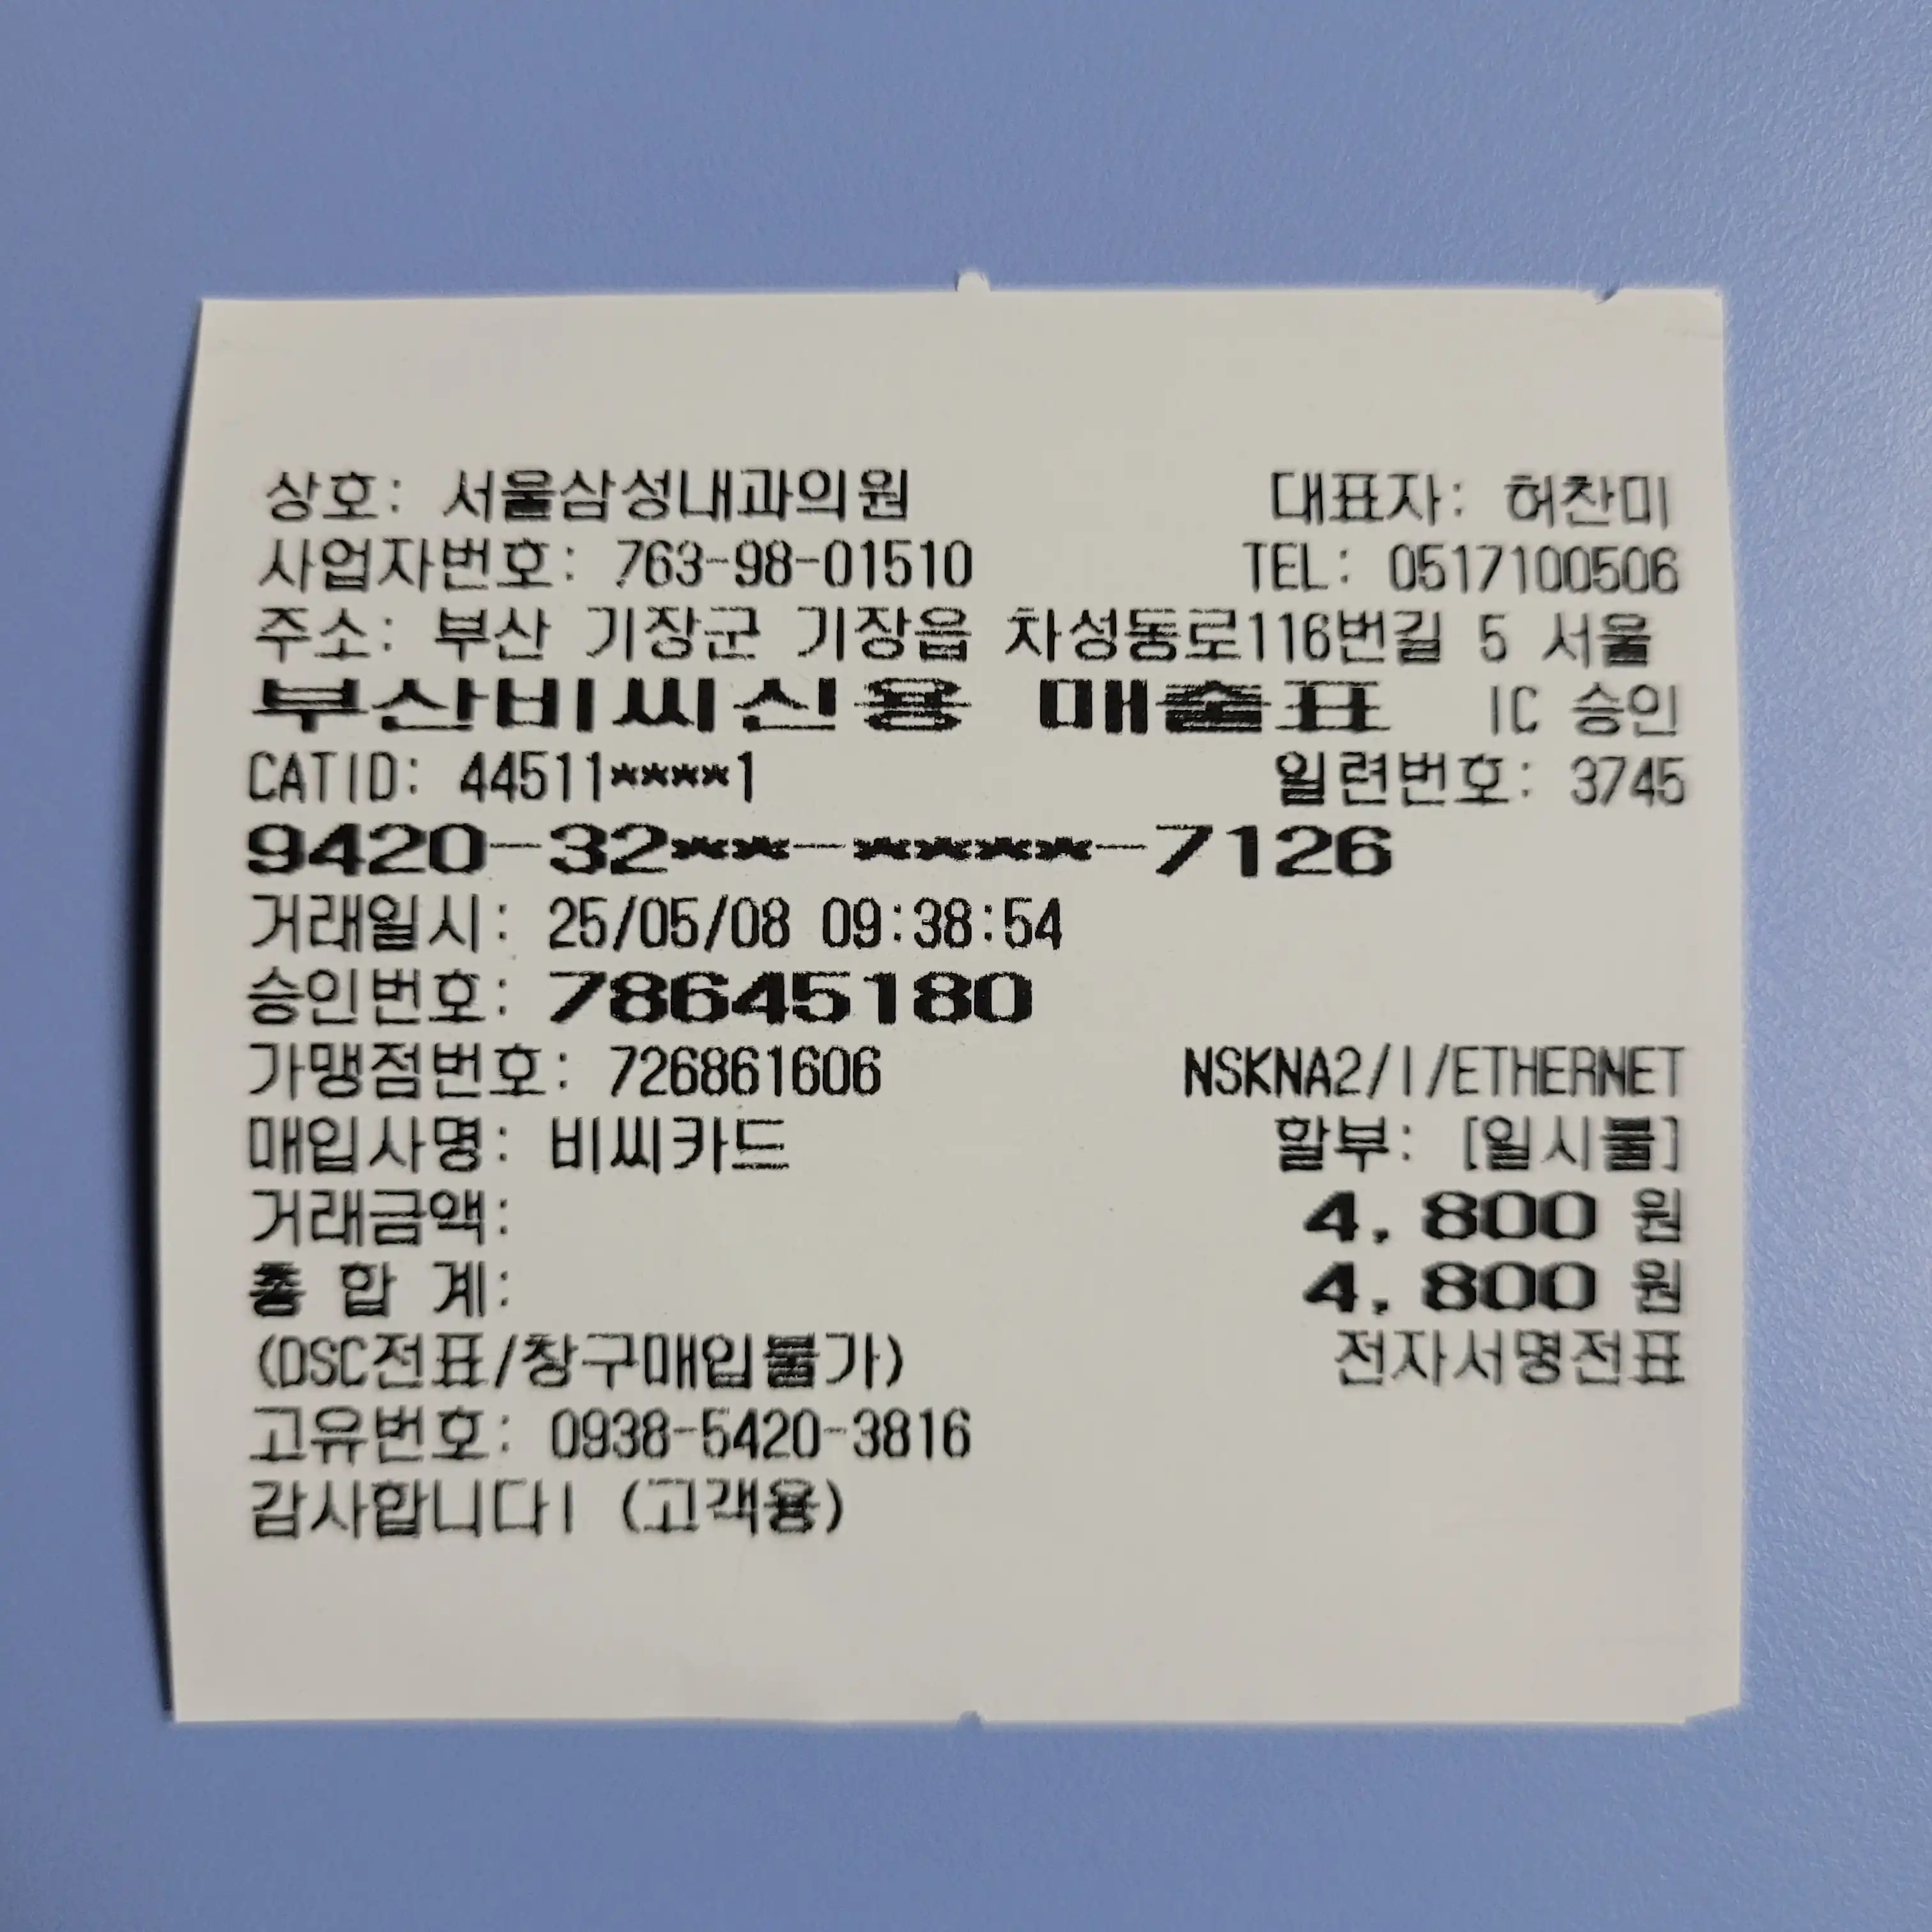 상호: 서울삼성내과의원 대표자: 허찬미
사업자번호: 763-98-01510 TEL: 0517100506
주소: 부산 기장군 기장읍 차성동로116번길 5 서울
부산비씨신용 매출표 IC 승인
CATID: 44511****1 일련번호: 3745
9420-32**-****-7126
거래일시: 25/05/08 09:38:54
승인번호: 78645180
가맹점번호: 726861606 NSKNA2/I/ETHERNET
매입사명: 비씨카드 할부: [일시불]
거래금액: 4,800 원
총 합 계: 4,800 원
(DSC전표/창구매입불가) 전자서명전표
고유번호: 0938-5420-3816
감사합니다! (고객용)